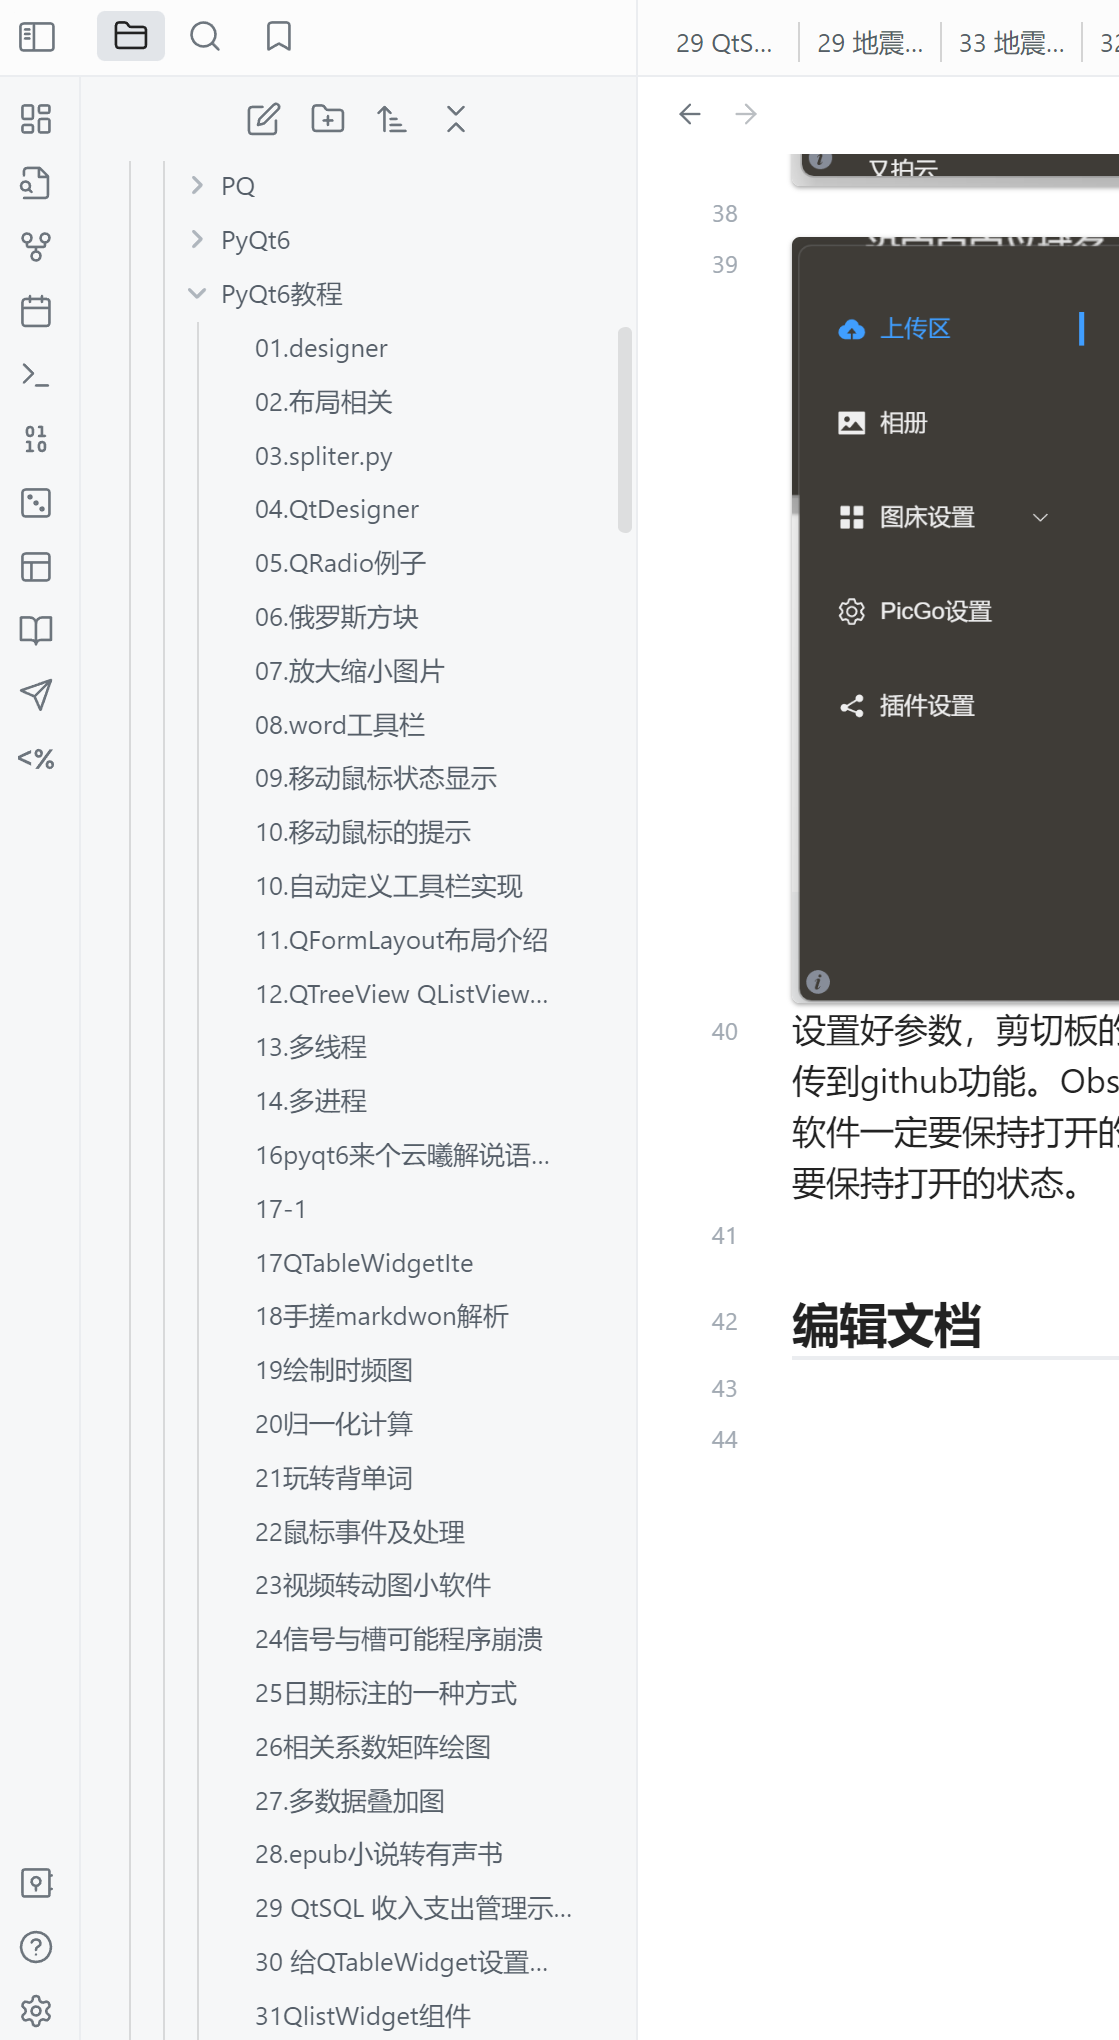 29 QtS...
29 地震...
33 地震...
32
PQ
PyQt6
PyQt6教程
01.designer
02.布局相关
03.spliter.py
04.QtDesigner
05.QRadio例子
06.俄罗斯方块
07.放大缩小图片
08.word工具栏
09.移动鼠标状态显示
10.移动鼠标的提示
10.自动定义工具栏实现
11.QFormLayout布局介绍
12.QTreeView QListView...
13.多线程
14.多进程
16pyqt6来个云曦解说语...
17-1
17QTableWidgetIte
18手搓markdwon解析
19绘制时频图
20归一化计算
21玩转背单词
22鼠标事件及处理
23视频转动图小软件
24信号与槽可能程序崩溃
25日期标注的一种方式
26相关系数矩阵绘图
27.多数据叠加图
28.epub小说转有声书
29 QtSQL 收入支出管理示...
30 给QTableWidget设置...
31QlistWidget组件
01
10
<%
又拍云
38
39
上传区
相册
图床设置
PicGo设置
插件设置
40
设置好参数，剪切板的
传到github功能。Obs
软件一定要保持打开的
要保持打开的状态。
41
42
编辑文档
43
44